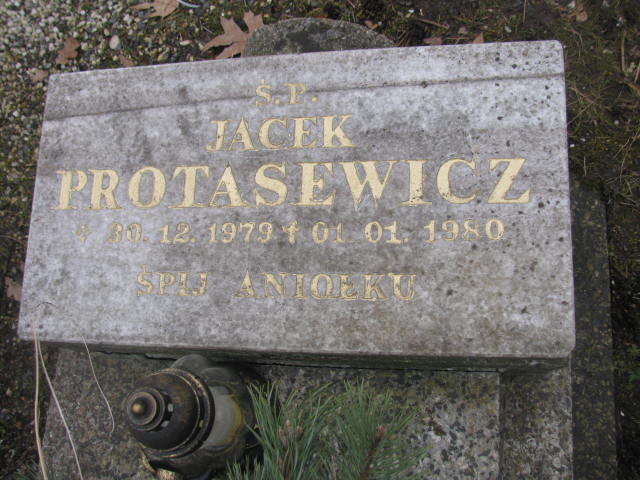 Ś.P.
JACEK
PROTASEWICZ
* 30. 12. 1979 † 01. 01. 1980
ŚPIJ ANIOŁKU